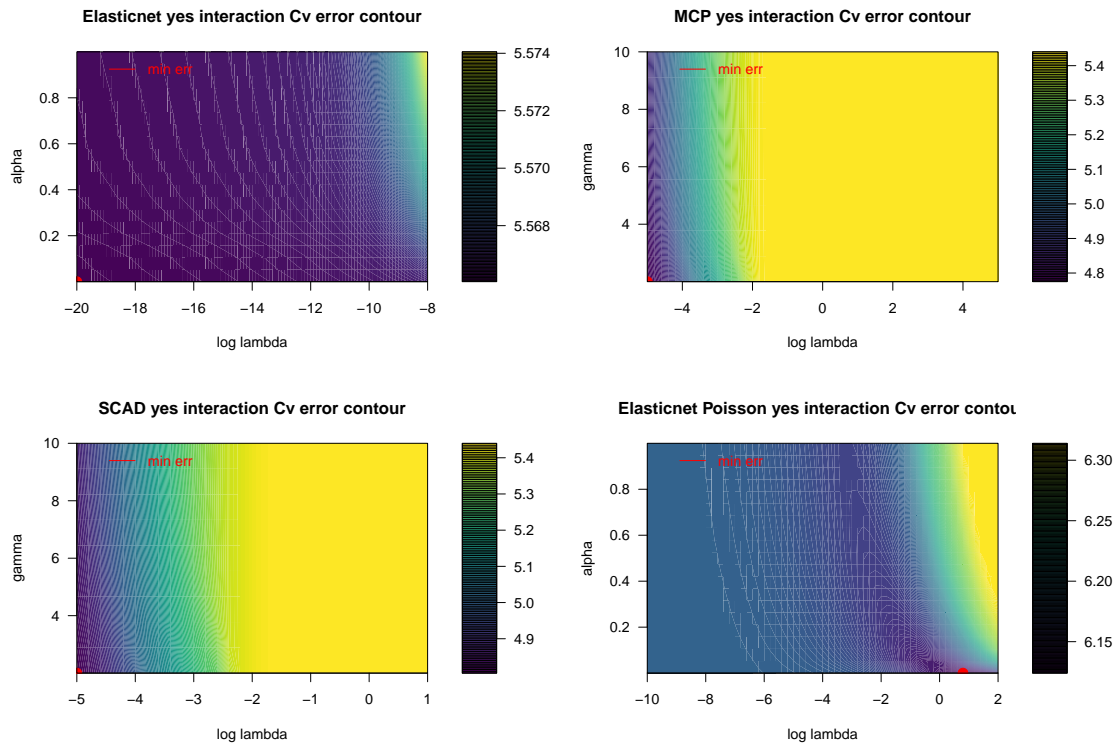 Elasticnet yes interaction Cv error contour
min err
0.8
0.6
0.4
0.2
alpha
−20 −18 −16 −14 −12 −10 −8
log lambda
5.574
5.572
5.570
5.568
MCP yes interaction Cv error contour
min err
10
8
6
4
gamma
−4 −2 0 2 4
log lambda
5.4
5.3
5.2
5.1
5.0
4.9
4.8
SCAD yes interaction Cv error contour
min err
10
8
6
4
gamma
−5 −4 −3 −2 −1 0 1
log lambda
5.4
5.3
5.2
5.1
5.0
4.9
Elasticnet Poisson yes interaction Cv error contou
min err
0.8
0.6
0.4
0.2
alpha
−10 −8 −6 −4 −2 0 2
log lambda
6.30
6.25
6.20
6.15